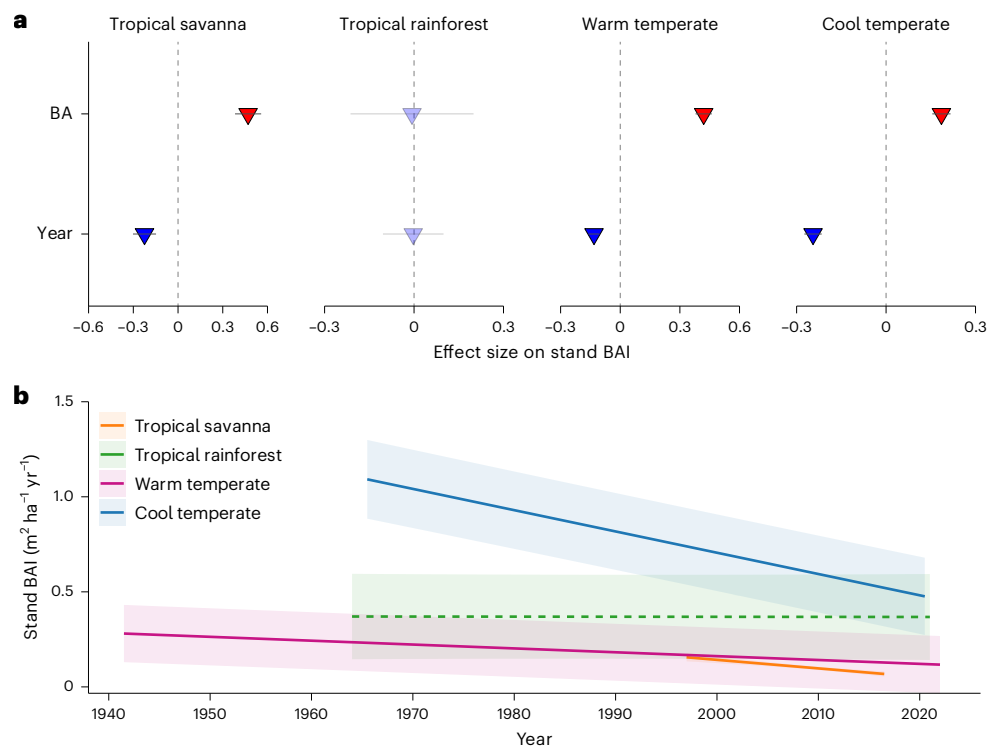 a
Tropical savanna Tropical rainforest Warm temperate Cool temperate
BA
Year
−0.6 −0.3 0 0.3 0.6 −0.3 0 0.3 −0.3 0 0.3 0.6 −0.3 0 0.3
Effect size on stand BAI
b
1.5
Tropical savanna
Tropical rainforest
Warm temperate
Cool temperate
1.0
0.5
0
Stand BAI (m² ha⁻¹ yr⁻¹)
1940 1950 1960 1970 1980 1990 2000 2010 2020
Year